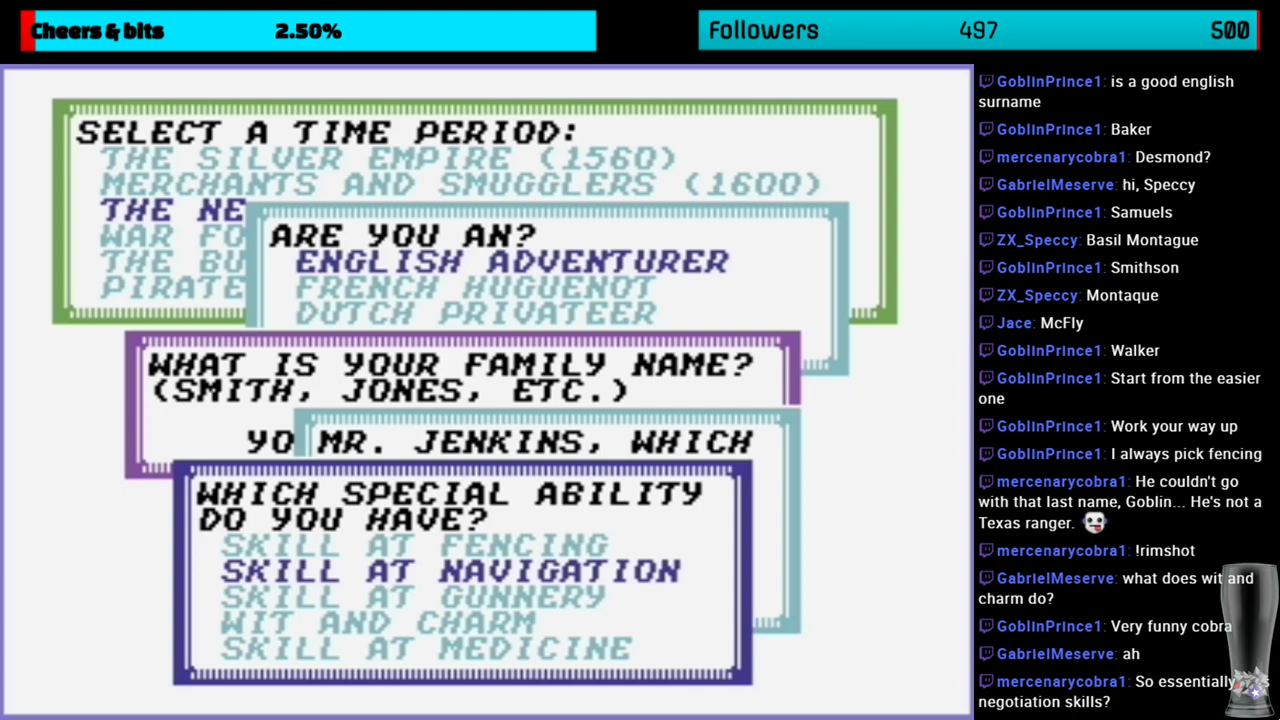 Cheers & bits 2.50%
Followers 497 500
SELECT A TIME PERIOD:
THE SILVER EMPIRE (1560)
MERCHANTS AND SMUGGLERS (1600)
THE NE
WAR FO
THE BU
PIRATE
ARE YOU AN?
ENGLISH ADVENTURER
FRENCH HUGUENOT
DUTCH PRIVATEER
WHAT IS YOUR FAMILY NAME?
(SMITH, JONES, ETC.)
YO
MR. JENKINS, WHICH
WHICH SPECIAL ABILITY
DO YOU HAVE?
SKILL AT FENCING
SKILL AT NAVIGATION
SKILL AT GUNNERY
WIT AND CHARM
SKILL AT MEDICINE
GoblinPrince1: is a good english
surname
GoblinPrince1: Baker
mercenarycobra1: Desmond?
GabrielMeserve: hi, Speccy
GoblinPrince1: Samuels
ZX_Speccy: Basil Montague
GoblinPrince1: Smithson
ZX_Speccy: Montaque
Jace: McFly
GoblinPrince1: Walker
GoblinPrince1: Start from the easier
one
GoblinPrince1: Work your way up
GoblinPrince1: I always pick fencing
mercenarycobra1: He couldn't go
with that last name, Goblin... He's not a
Texas ranger.
mercenarycobra1: !rimshot
GabrielMeserve: what does wit and
charm do?
GoblinPrince1: Very funny cobra
GabrielMeserve: ah
mercenarycobra1: So essentially
negotiation skills?